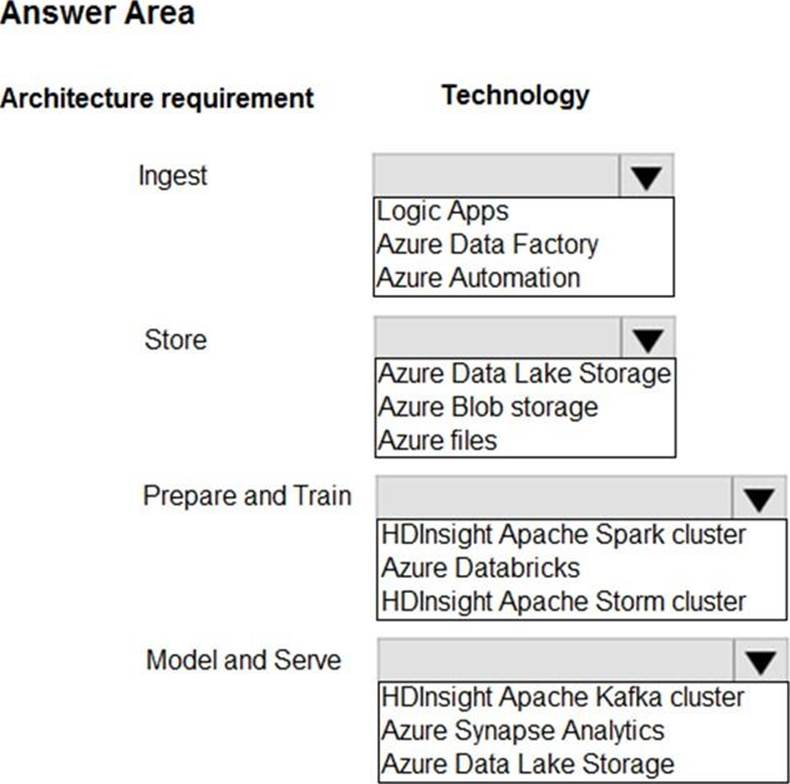 Answer Area
Architecture requirement Technology
Ingest
Logic Apps
Azure Data Factory
Azure Automation
Store
Azure Data Lake Storage
Azure Blob storage
Azure files
Prepare and Train
HDInsight Apache Spark cluster
Azure Databricks
HDInsight Apache Storm cluster
Model and Serve
HDInsight Apache Kafka cluster
Azure Synapse Analytics
Azure Data Lake Storage